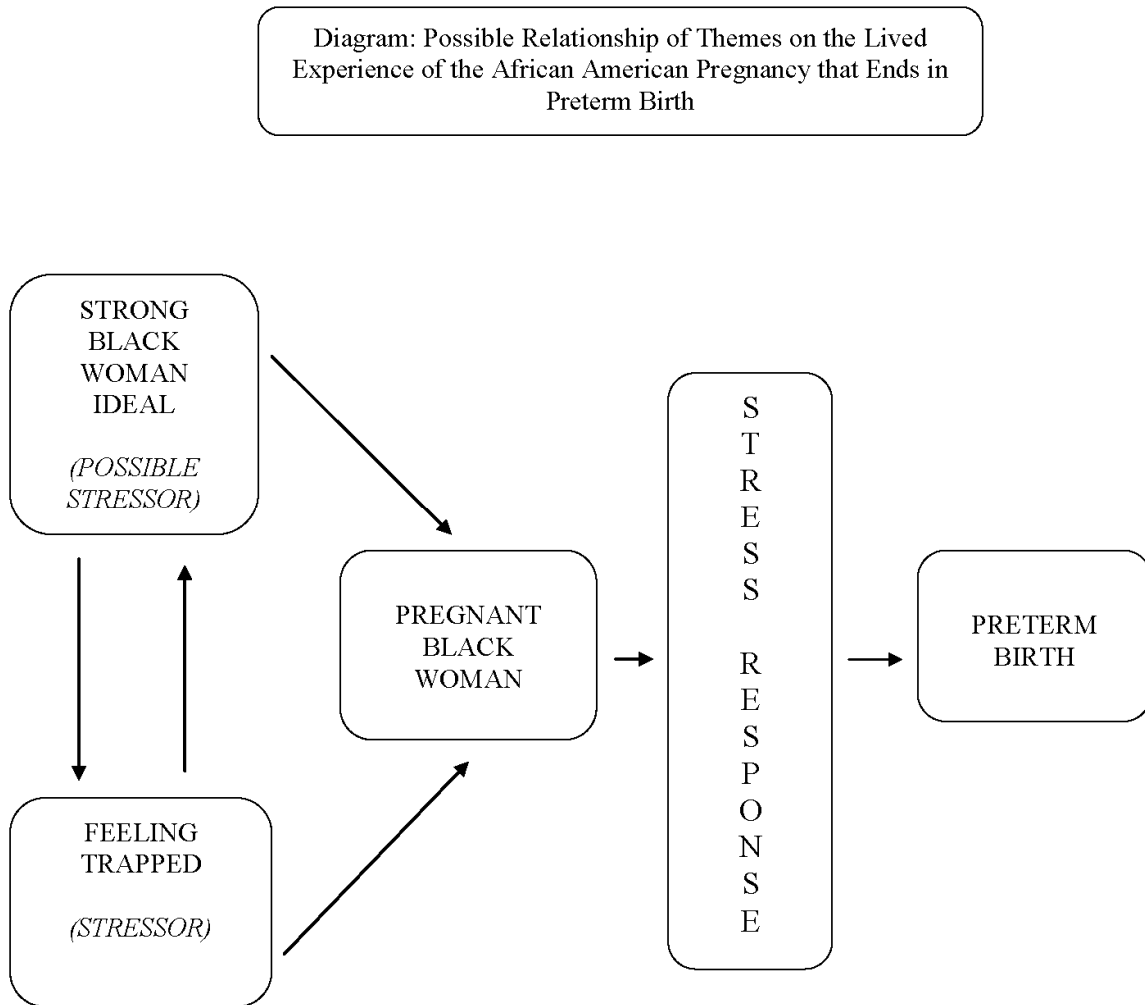 Diagram: Possible Relationship of Themes on the Lived
Experience of the African American Pregnancy that Ends in
Preterm Birth
STRONG
BLACK
WOMAN
IDEAL
(POSSIBLE
STRESSOR)
FEELING
TRAPPED
(STRESSOR)
PREGNANT
BLACK
WOMAN
S
T
R
E
S
S
R
E
S
P
O
N
S
E
PRETERM
BIRTH